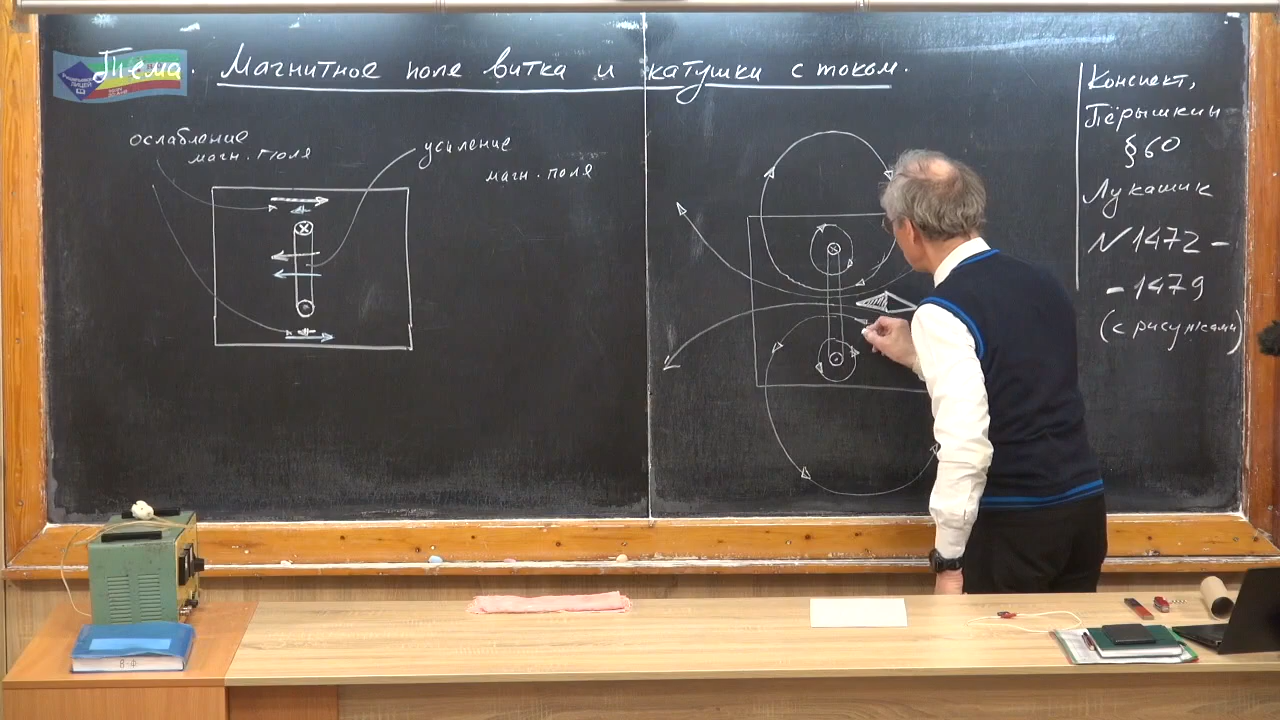 Тема. Магнитное поле витка и катушки с током.
ослабление
магн. поля
усиление
магн. поля
Конспект,
Пёрышкин
§60
Лукашик
№1472 -
- 1479
(с рисунками)
8-Ф